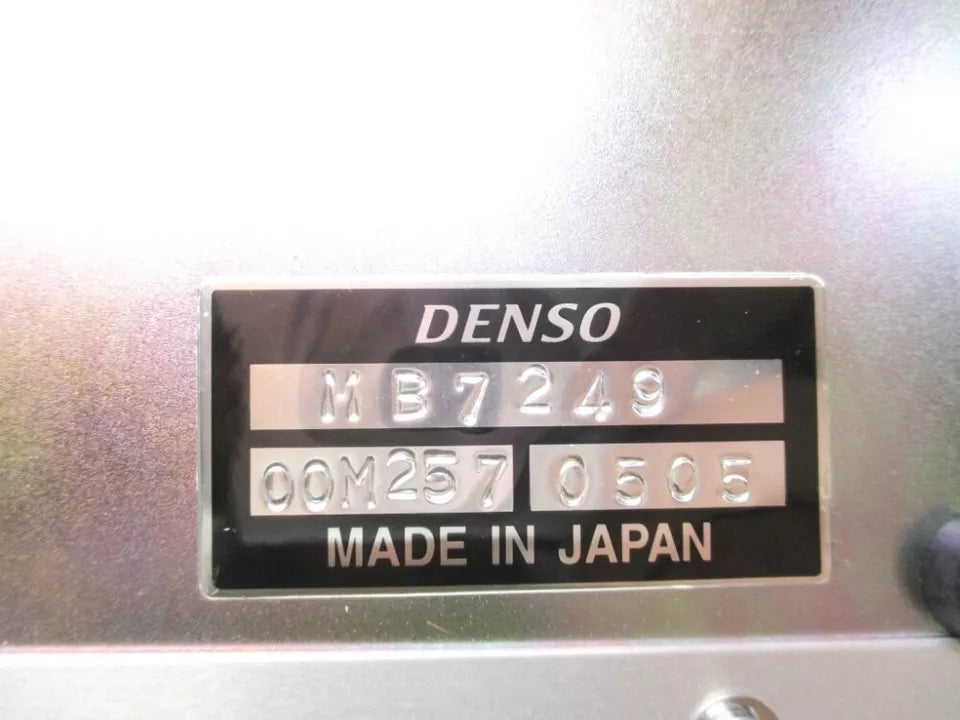 DENSO
MB7249
00M257 0505
MADE IN JAPAN